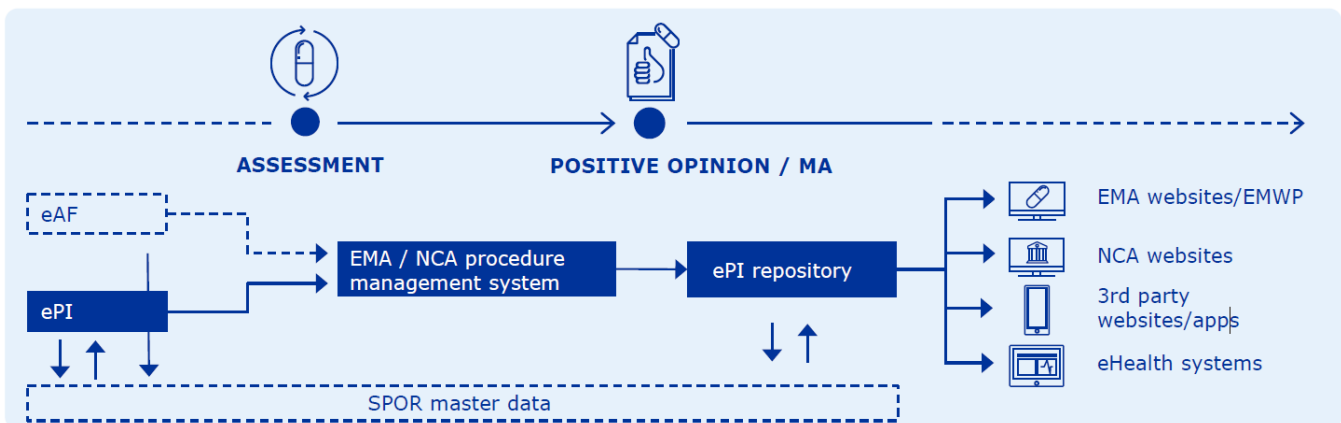 ASSESSMENT
POSITIVE OPINION / MA
eAF
ePI
EMA / NCA procedure
management system
ePI repository
EMA websites/EMWP
NCA websites
3rd party
websites/apps
eHealth systems
SPOR master data